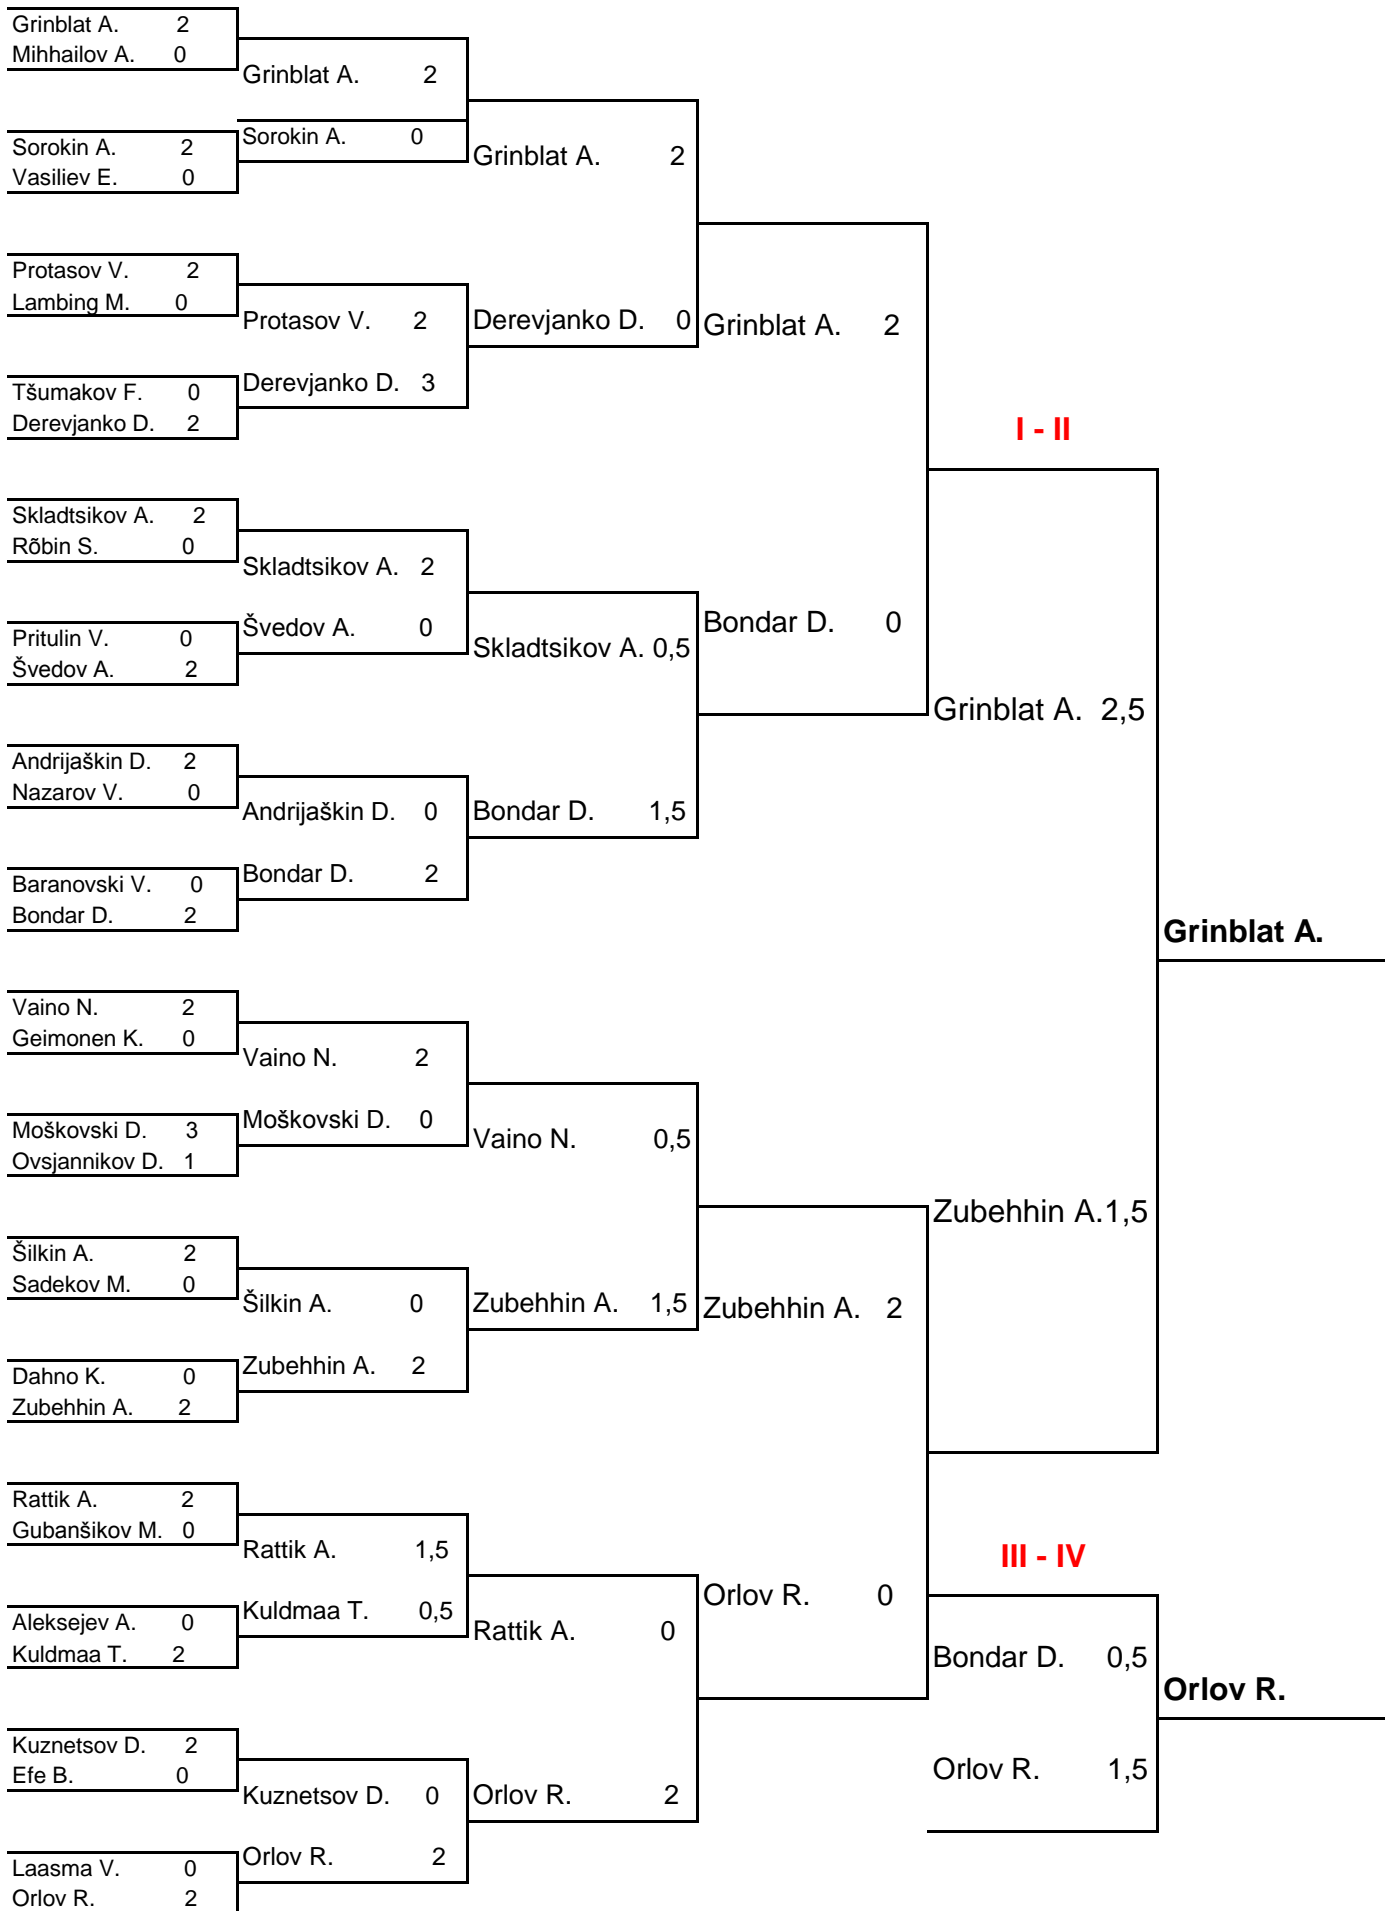 Grinblat A. 2
Mihhailov A. 0
Sorokin A. 2
Vasiliev E. 0
Protasov V. 2
Lambing M. 0
Tšumakov F. 0
Derevjanko D. 2
Skladtsikov A. 2
Rõbin S. 0
Pritulin V. 0
Švedov A. 2
Andrijaškin D. 2
Nazarov V. 0
Baranovski V. 0
Bondar D. 2
Vaino N. 2
Geimonen K. 0
Moškovski D. 3
Ovsjannikov D. 1
Šilkin A. 2
Sadekov M. 0
Dahno K. 0
Zubehhin A. 2
Rattik A. 2
Gubanšikov M. 0
Aleksejev A. 0
Kuldmaa T. 2
Kuznetsov D. 2
Efe B. 0
Laasma V. 0
Orlov R. 2
Grinblat A. 2
Sorokin A. 0
Protasov V. 2
Derevjanko D. 3
Skladtsikov A. 2
Švedov A. 0
Andrijaškin D. 0
Bondar D. 2
Vaino N. 2
Moškovski D. 0
Šilkin A. 0
Zubehhin A. 2
Rattik A. 1,5
Kuldmaa T. 0,5
Kuznetsov D. 0
Orlov R. 2
Grinblat A. 2
Derevjanko D. 0
Skladtsikov A. 0,5
Bondar D. 1,5
Vaino N. 0,5
Zubehhin A. 1,5
Rattik A. 0
Orlov R. 2
Grinblat A. 2
Bondar D. 0
Zubehhin A. 2
Orlov R. 0
I - II
Grinblat A. 2,5
Zubehhin A.1,5
III - IV
Bondar D. 0,5
Orlov R. 1,5
Grinblat A.
Orlov R.